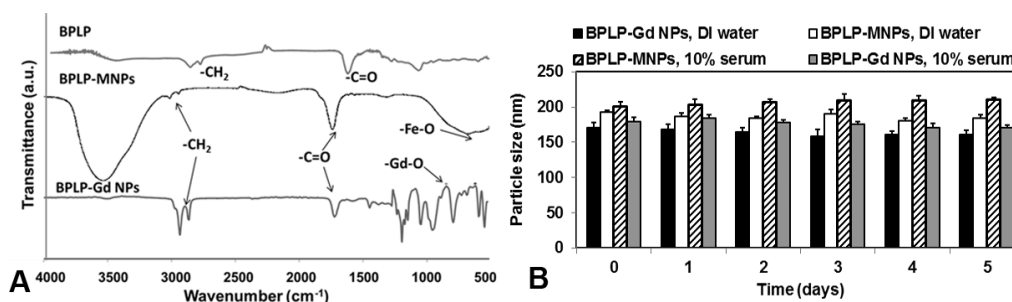 BPLP
-CH2
-C=O
BPLP-MNPs
-Fe-O
-CH2
-C=O
-Gd-O
BPLP-Gd NPs
Transmittance (a.u.)
4000 3500 3000 2500 2000 1500 1000 500
Wavenumber (cm-1)
A
BPLP-Gd NPs, DI water
BPLP-MNPs, DI water
BPLP-MNPs, 10% serum
BPLP-Gd NPs, 10% serum
Particle size (nm)
250
200
150
100
50
0
0 1 2 3 4 5
Time (days)
B